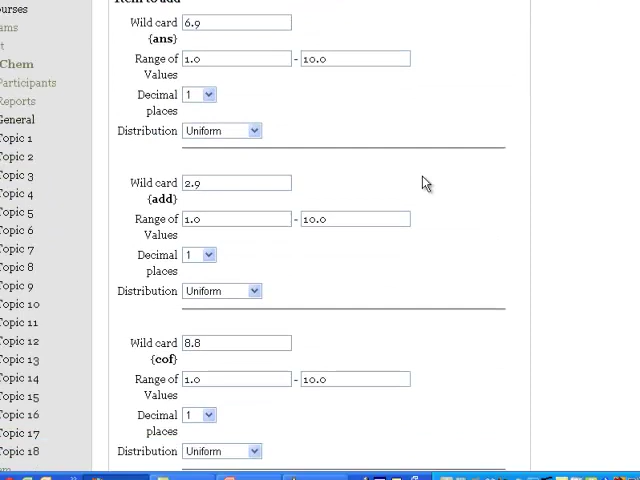 ourses
ams
t
Chem
Participants
Reports
General
Topic 1
Topic 2
Topic 3
Topic 4
Topic 5
Topic 6
Topic 7
Topic 8
Topic 9
Topic 10
Topic 11
Topic 12
Topic 13
Topic 14
Topic 15
Topic 16
Topic 17
Topic 18
Item to add
Wild card 6.9
{ans}
Range of 1.0 - 10.0
Values
Decimal 1
places
Distribution Uniform
Wild card 2.9
{add}
Range of 1.0 - 10.0
Values
Decimal 1
places
Distribution Uniform
Wild card 8.8
{cof}
Range of 1.0 - 10.0
Values
Decimal 1
places
Distribution Uniform